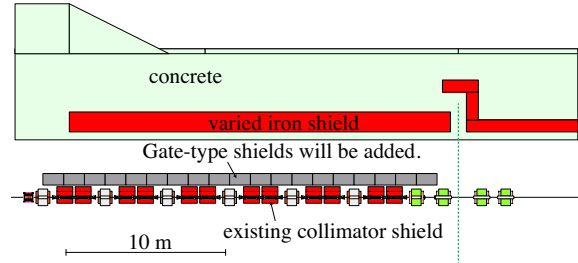 concrete
varied iron shield
Gate-type shields will be added.
existing collimator shield
10 m